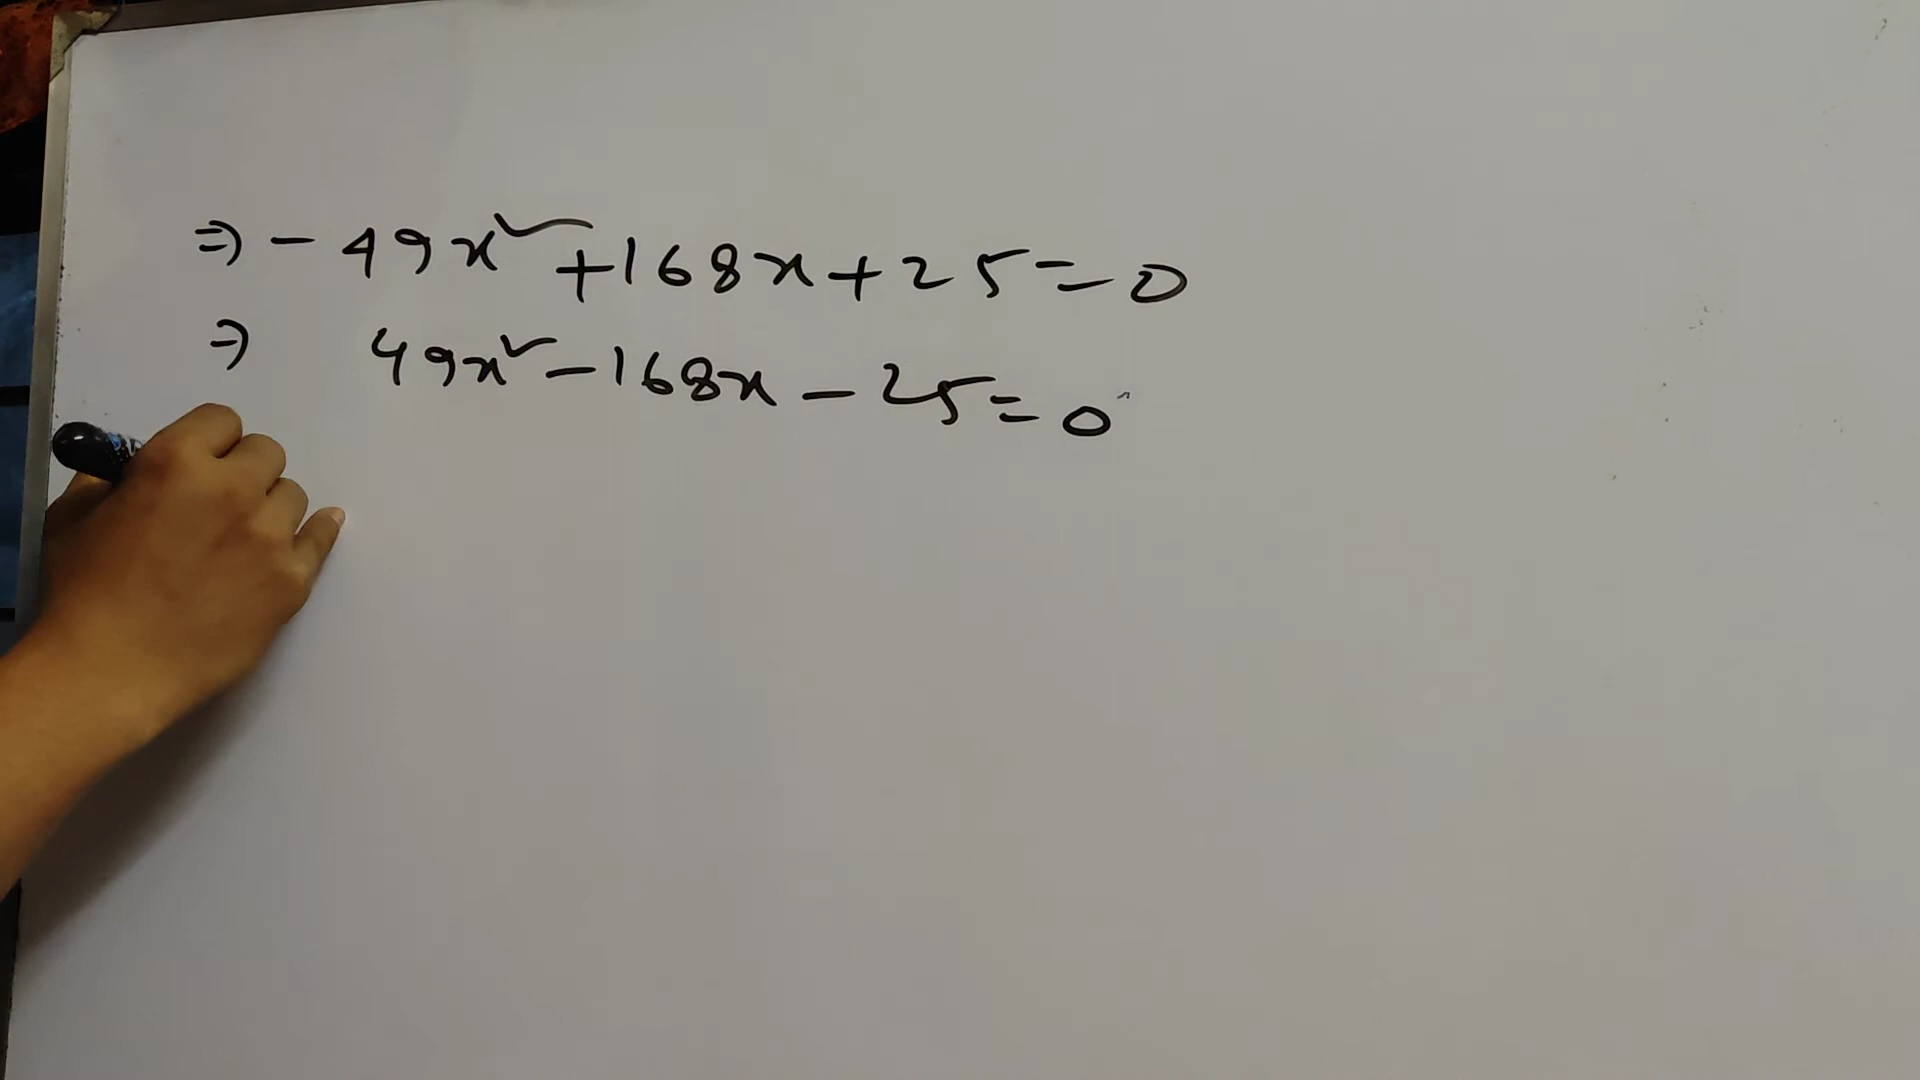 ⇒ - 49x² + 168x + 25 = 0
⇒ 49x² - 168x - 25 = 0